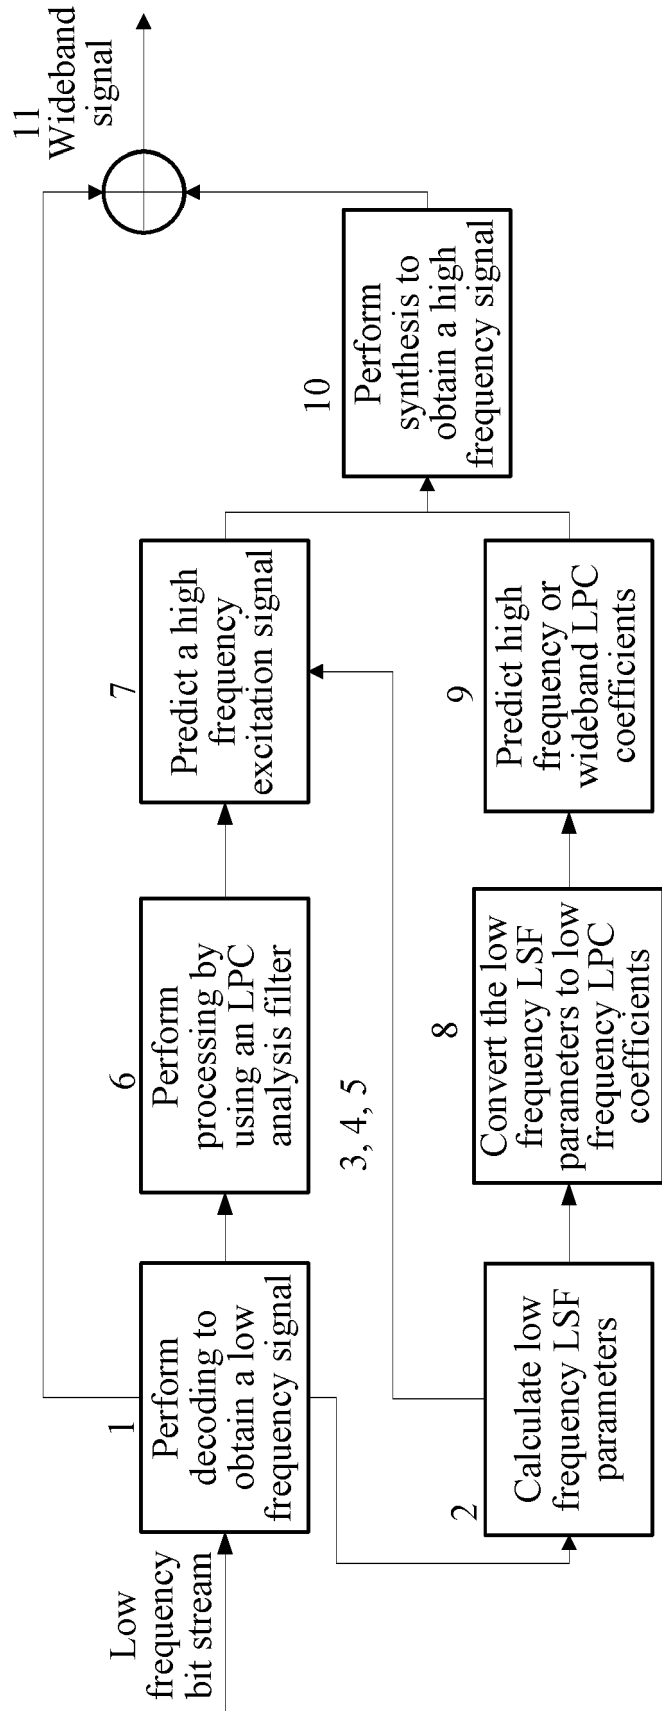 Low
frequency
bit stream
1
Perform
decoding to
obtain a low
frequency signal
6
Perform
processing by
using an LPC
analysis filter
7
Predict a high
frequency
excitation signal
3, 4, 5
2
Calculate low
frequency LSF
parameters
8
Convert the low
frequency LSF
parameters to low
frequency LPC
coefficients
9
Predict high
frequency or
wideband LPC
coefficients
10
Perform
synthesis to
obtain a high
frequency signal
11
Wideband
signal